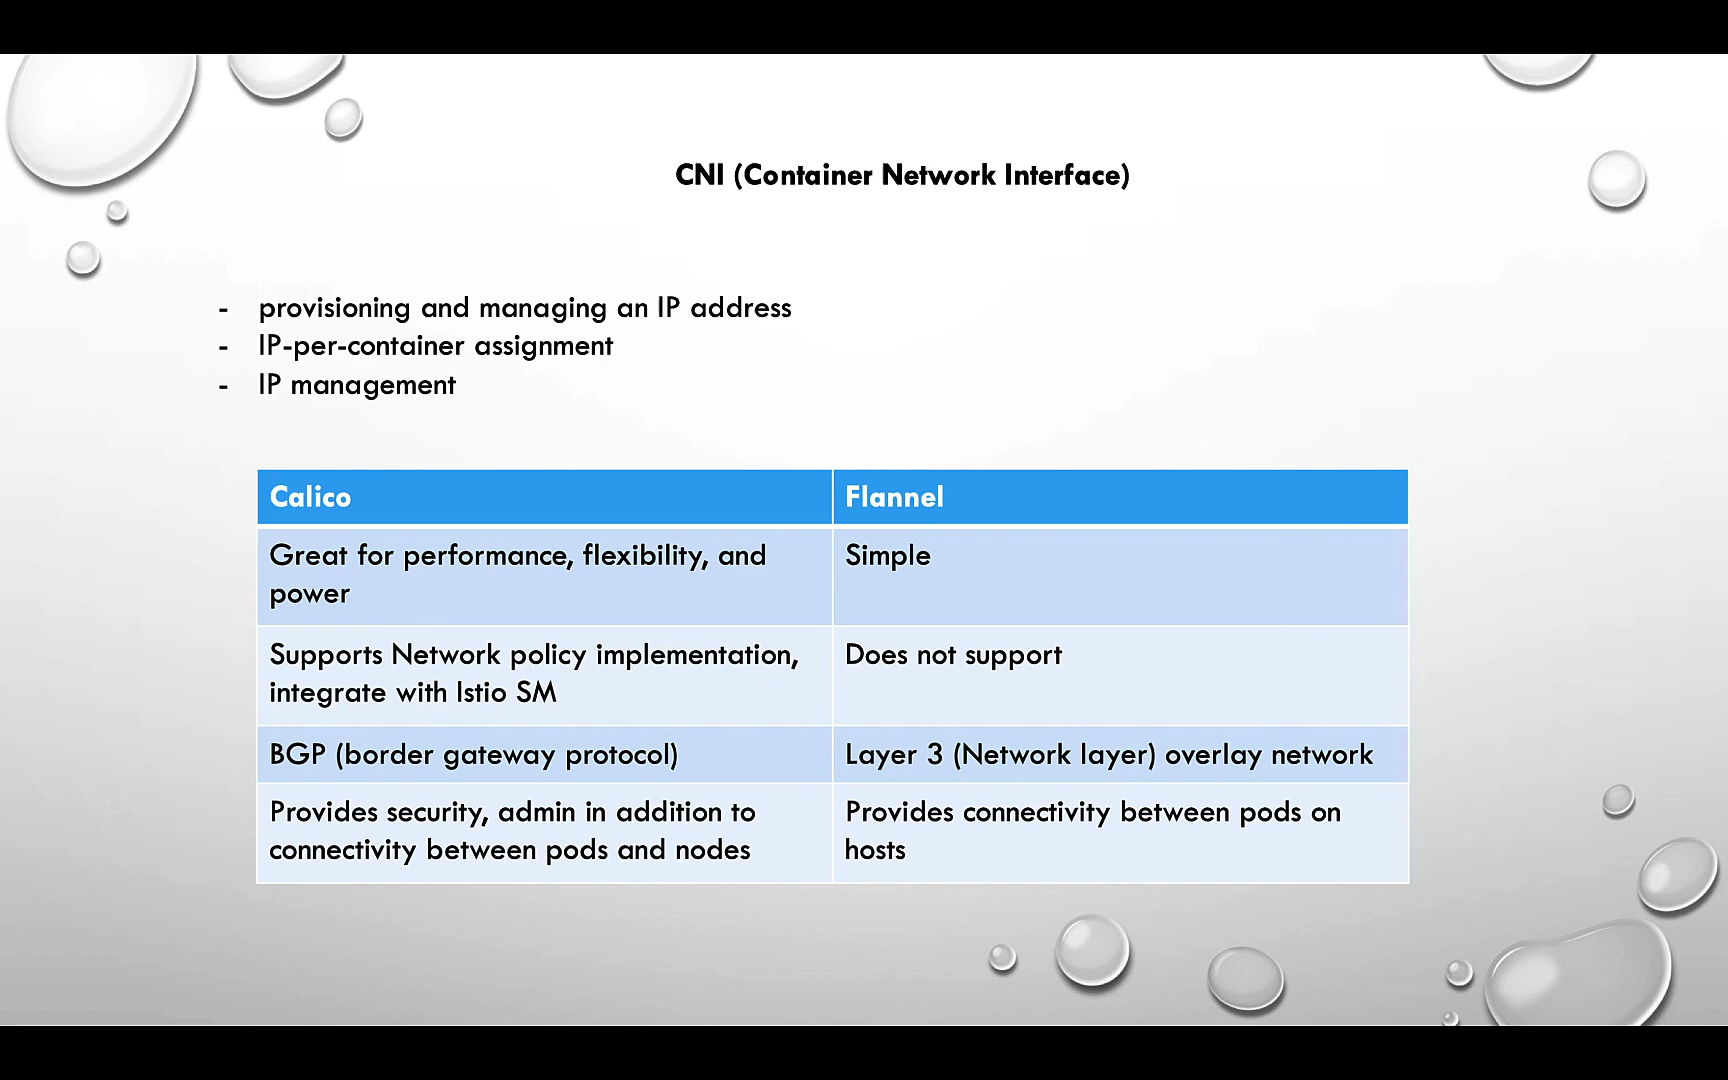 CNI (Container Network Interface)
- provisioning and managing an IP address
- IP-per-container assignment
- IP management
Calico
Flannel
Great for performance, flexibility, and
power
Simple
Supports Network policy implementation,
integrate with Istio SM
Does not support
BGP (border gateway protocol)
Layer 3 (Network layer) overlay network
Provides security, admin in addition to
connectivity between pods and nodes
Provides connectivity between pods on
hosts